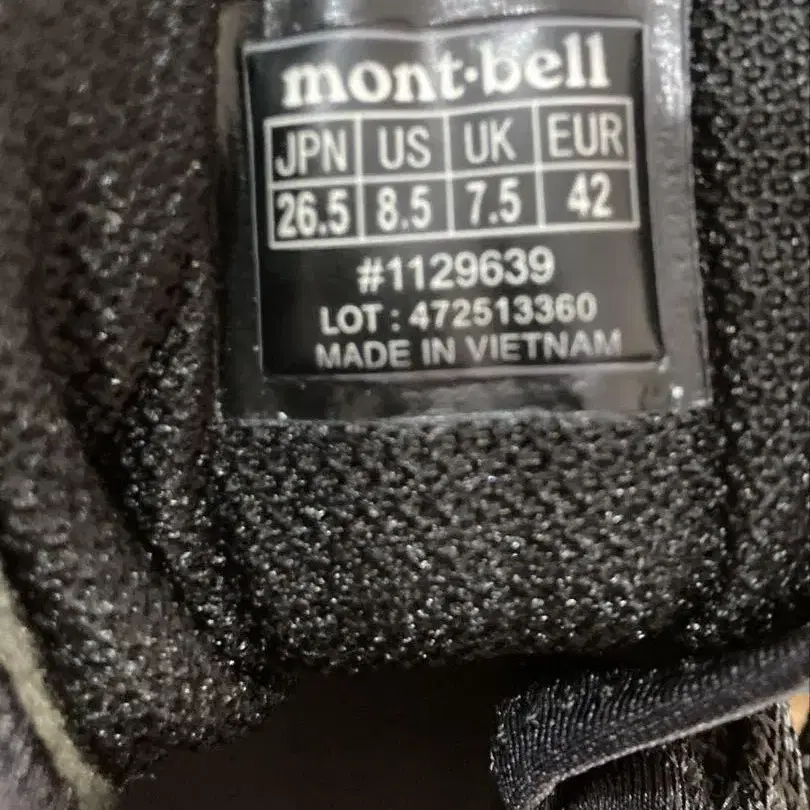 mont·bell
JPN US UK EUR
26.5 8.5 7.5 42
#1129639
LOT : 472513360
MADE IN VIETNAM